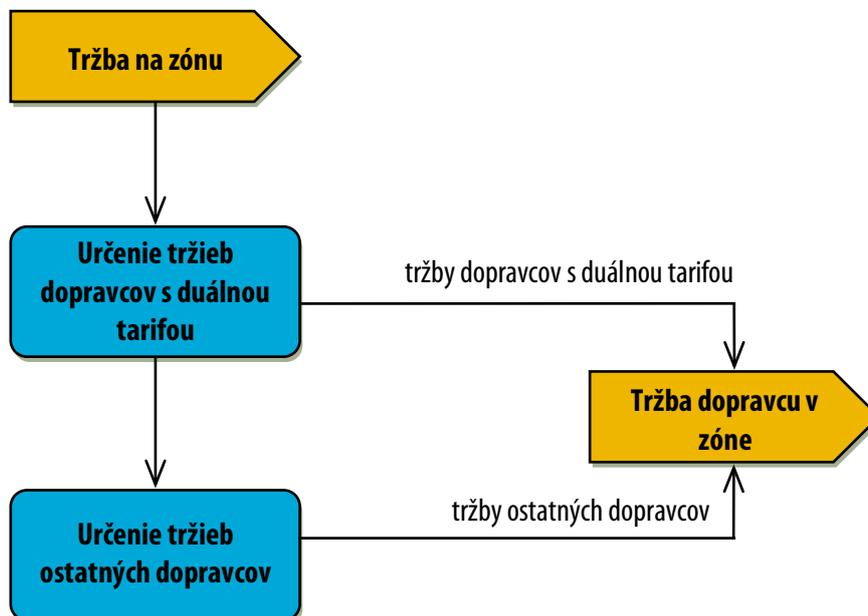 Tržba na zónu
Určenie tržieb
dopravcov s duálnou
tarifou
tržby dopravcov s duálnou tarifou
Tržba dopravcu v
zóne
tržby ostatných dopravcov
Určenie tržieb
ostatných dopravcov